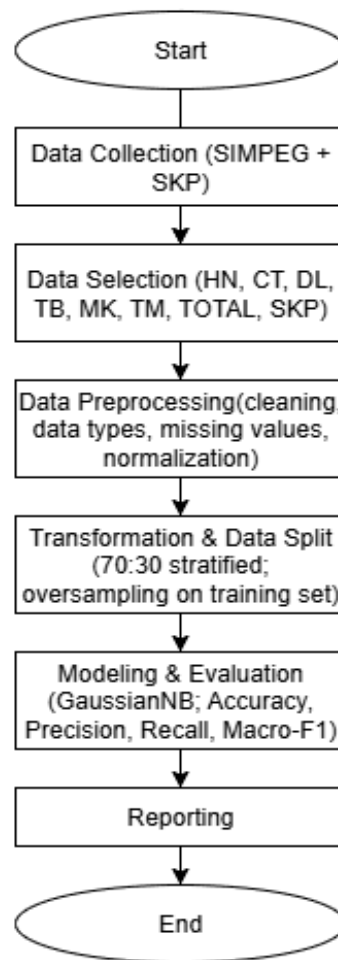 Start
Data Collection (SIMPEG +
SKP)
Data Selection (HN, CT, DL,
TB, MK, TM, TOTAL, SKP)
Data Preprocessing(cleaning,
data types, missing values,
normalization)
Transformation & Data Split
(70:30 stratified;
oversampling on training set)
Modeling & Evaluation
(GaussianNB; Accuracy,
Precision, Recall, Macro-F1)
Reporting
End